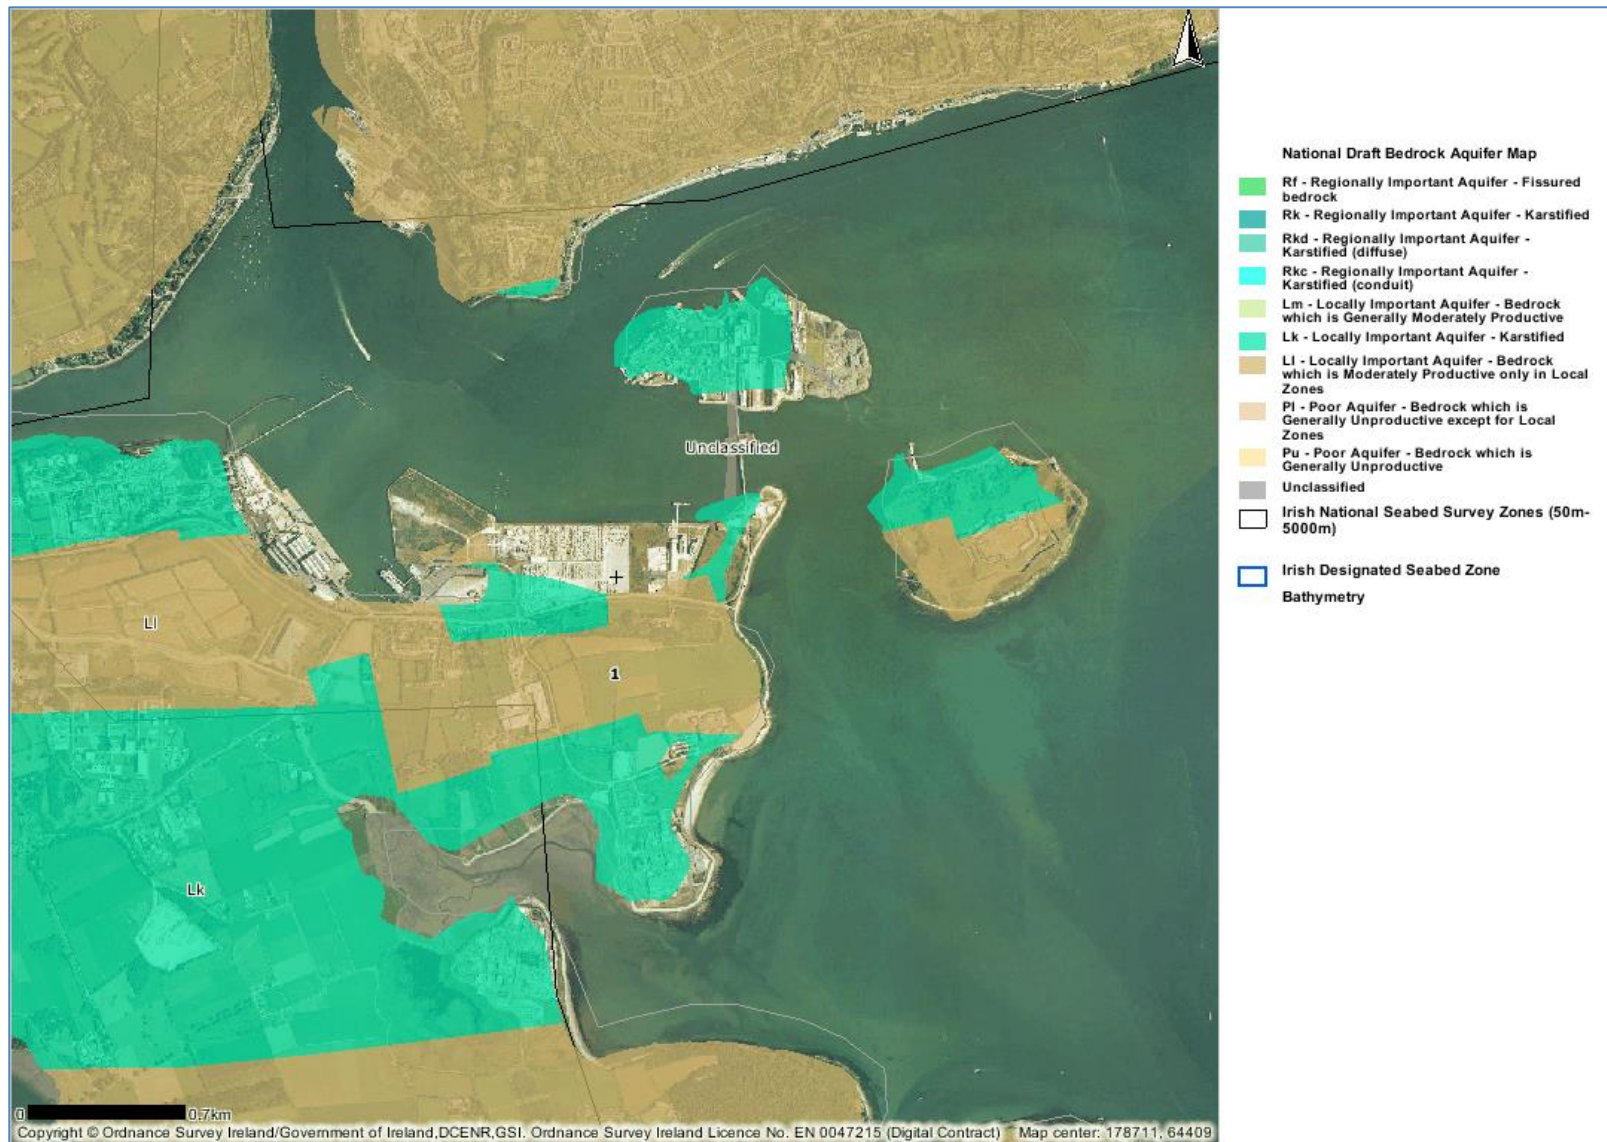 National Draft Bedrock Aquifer Map
Rf - Regionally Important Aquifer - Fissured
bedrock
Rk - Regionally Important Aquifer - Karstified
Rkd - Regionally Important Aquifer -
Karstified (diffuse)
Rkc - Regionally Important Aquifer -
Karstified (conduit)
Lm - Locally Important Aquifer - Bedrock
which is Generally Moderately Productive
Lk - Locally Important Aquifer - Karstified
Ll - Locally Important Aquifer - Bedrock
which is Moderately Productive only in Local
Zones
Pl - Poor Aquifer - Bedrock which is
Generally Unproductive except for Local
Zones
Pu - Poor Aquifer - Bedrock which is
Generally Unproductive
Unclassified
Irish National Seabed Survey Zones (50m-
5000m)
Irish Designated Seabed Zone
Bathymetry
Unclassified
Ll
1
Lk
0 0.7km
Copyright © Ordnance Survey Ireland/Government of Ireland,DCENR,GSI. Ordnance Survey Ireland Licence No. EN 0047215 (Digital Contract) Map center: 178711, 64409